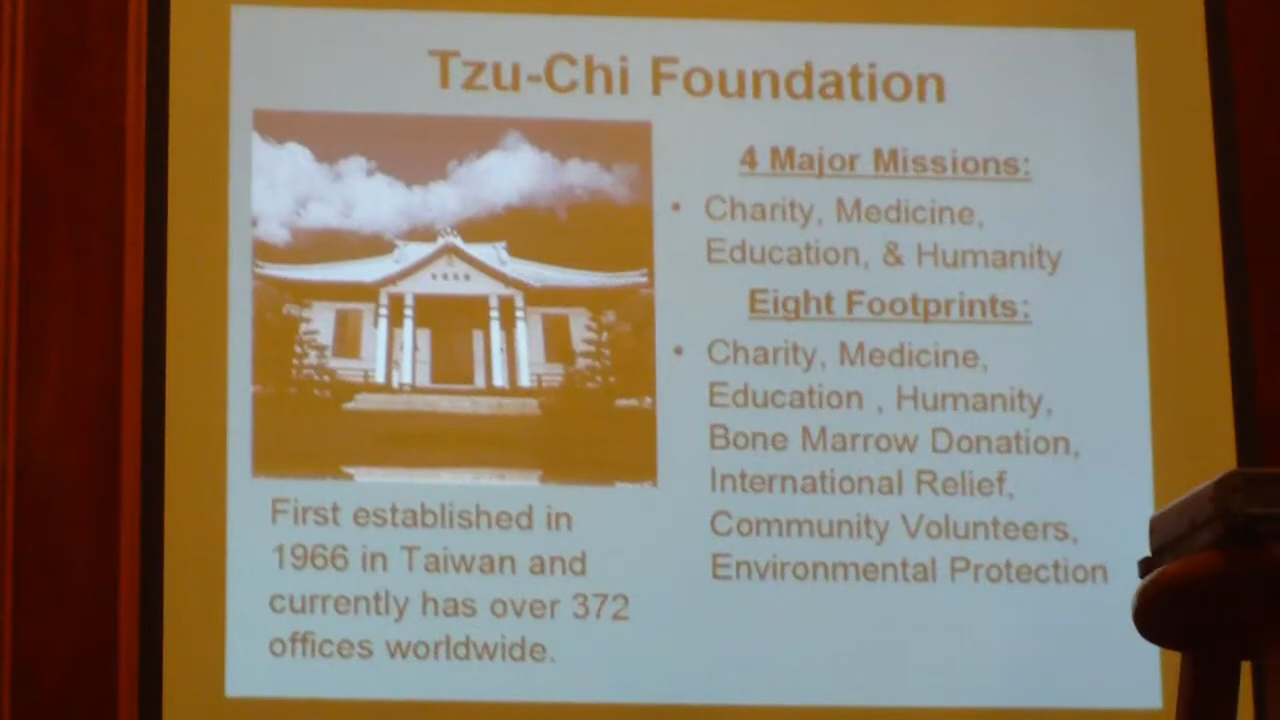 Tzu-Chi Foundation
4 Major Missions:
• Charity, Medicine,
Education, & Humanity
Eight Footprints:
• Charity, Medicine,
Education , Humanity,
Bone Marrow Donation,
International Relief,
Community Volunteers,
Environmental Protection
First established in
1966 in Taiwan and
currently has over 372
offices worldwide.